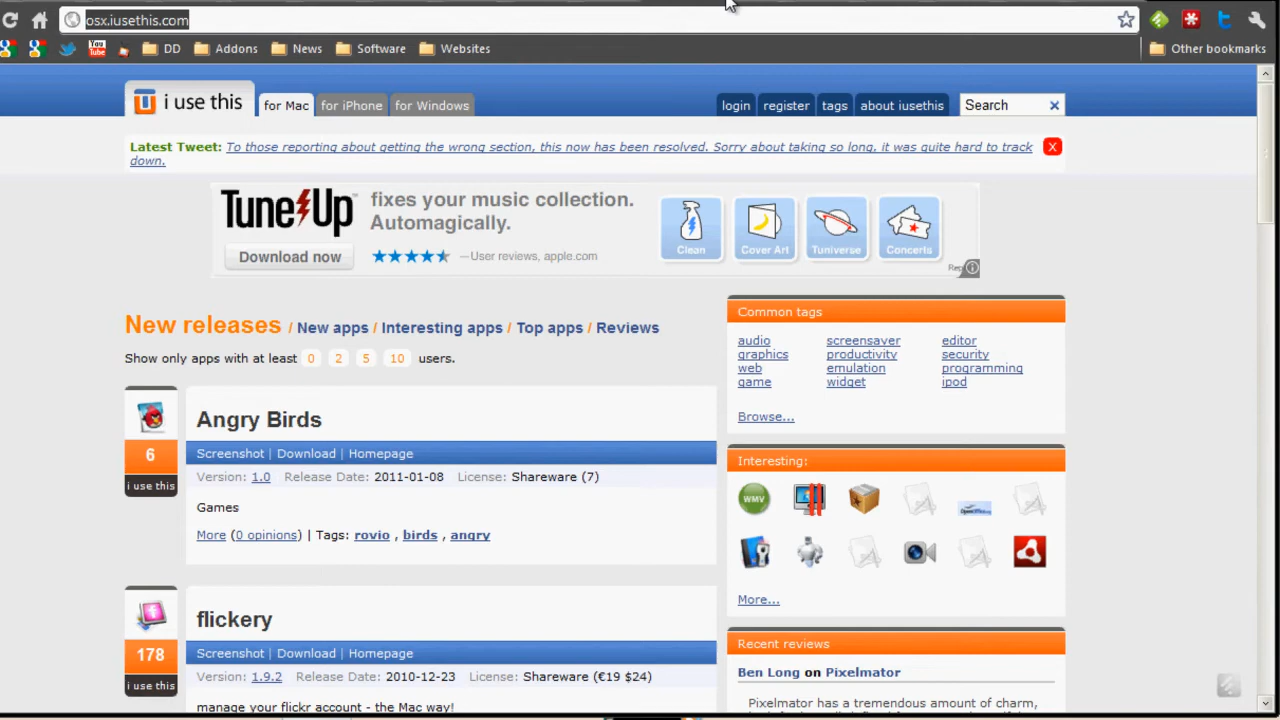 osx.iusethis.com
DD Addons News Software Websites Other bookmarks
i use this for Mac for iPhone for Windows login register tags about iusethis Search
Latest Tweet: To those reporting about getting the wrong section, this now has been resolved. Sorry about taking so long, it was quite hard to track
down.
TuneUp fixes your music collection.
Automagically.
Download now —User reviews, apple.com
Clean Cover Art Tuniverse Concerts
New releases / New apps / Interesting apps / Top apps / Reviews
Show only apps with at least 0 2 5 10 users.
Angry Birds
6
i use this
Screenshot | Download | Homepage
Version: 1.0 Release Date: 2011-01-08 License: Shareware (7)
Games
More (0 opinions) | Tags: rovio , birds , angry
flickery
178
i use this
Screenshot | Download | Homepage
Version: 1.9.2 Release Date: 2010-12-23 License: Shareware (€19 $24)
manage your flickr account - the Mac way!
Common tags
audio screensaver editor
graphics productivity security
web emulation programming
game widget ipod
Browse...
Interesting:
WMV
More...
Recent reviews
Ben Long on Pixelmator
Pixelmator has a tremendous amount of charm,